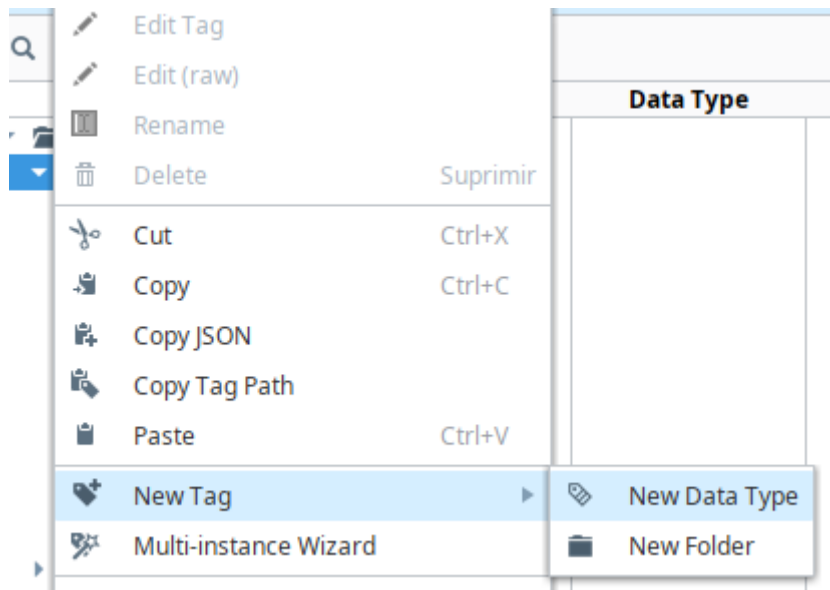 Edit Tag
Edit (raw)
Data Type
Rename
Delete Suprimir
Cut Ctrl+X
Copy Ctrl+C
Copy JSON
Copy Tag Path
Paste Ctrl+V
New Tag
New Data Type
Multi-instance Wizard
New Folder